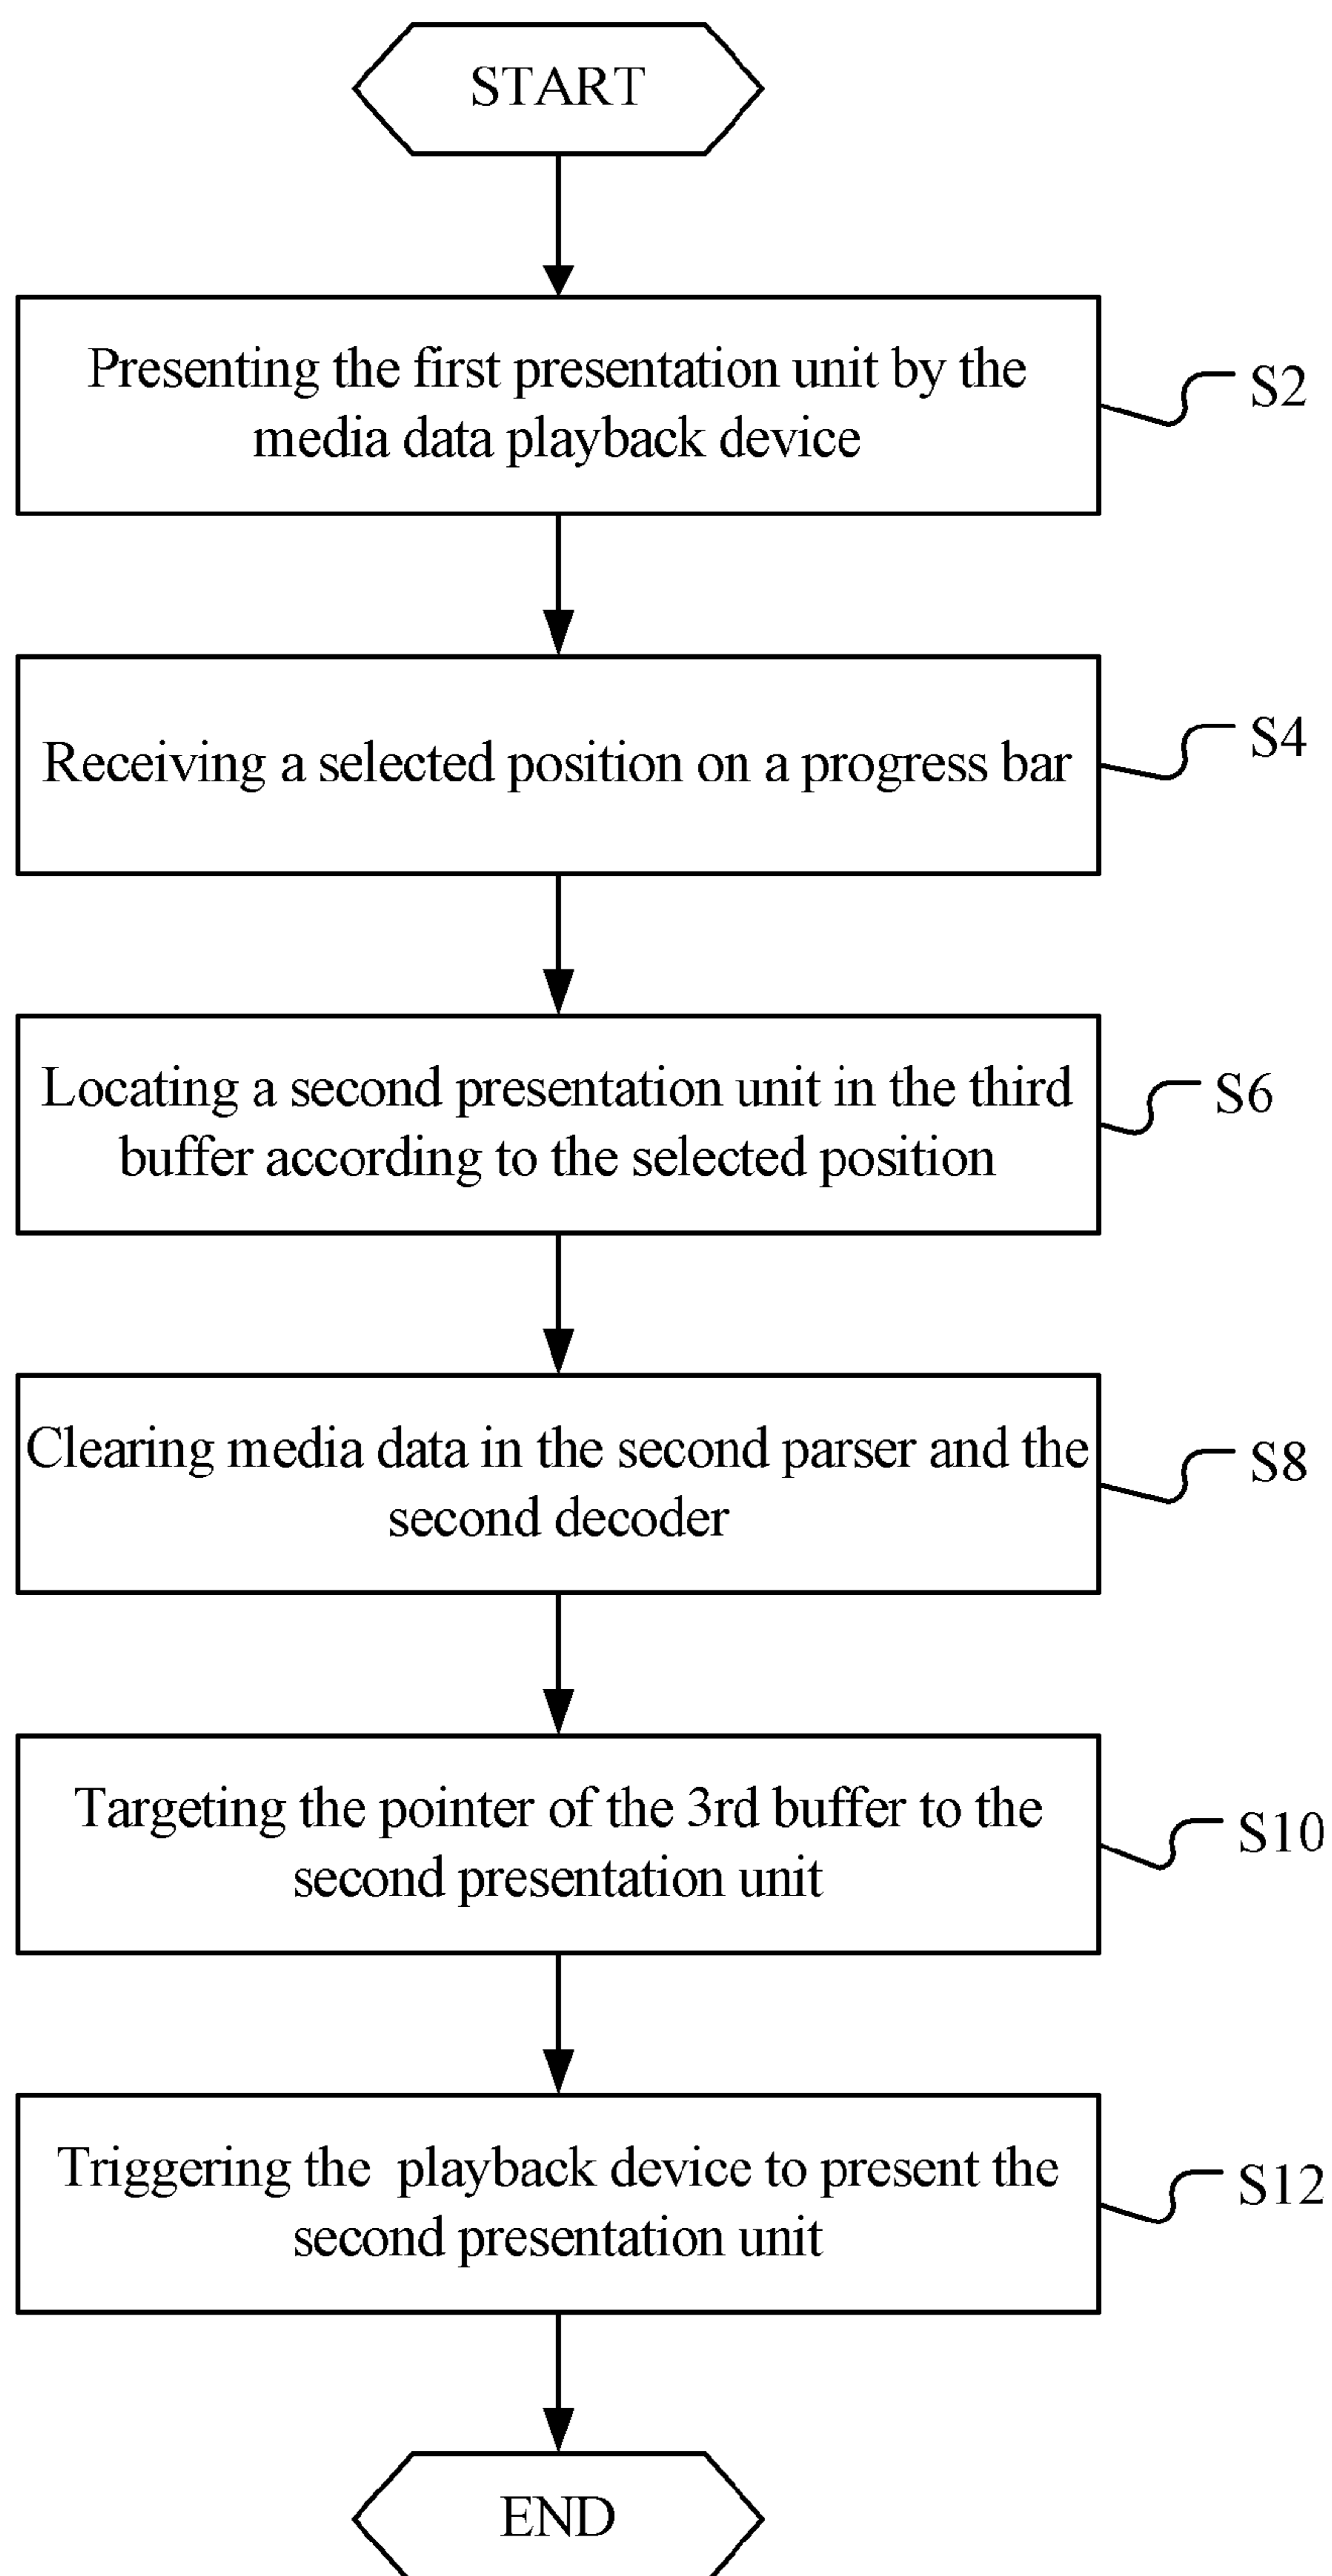 START
Presenting the first presentation unit by the
media data playback device
S2
Receiving a selected position on a progress bar
S4
Locating a second presentation unit in the third
buffer according to the selected position
S6
Clearing media data in the second parser and the
second decoder
S8
Targeting the pointer of the 3rd buffer to the
second presentation unit
S10
Triggering the playback device to present the
second presentation unit
S12
END